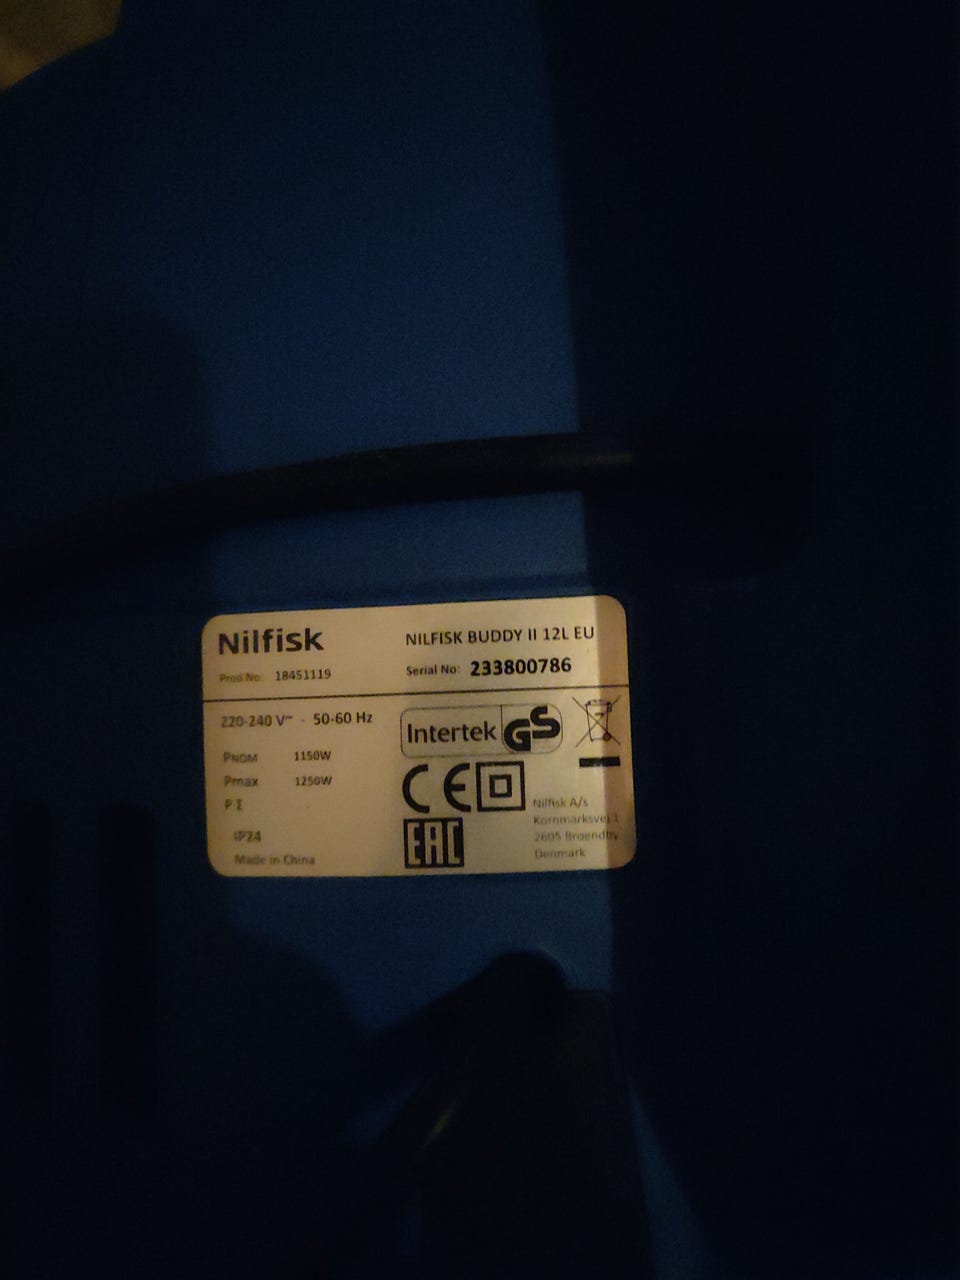 Nilfisk
NILFISK BUDDY II 12L EU
Prod No: 18451119
Serial No: 233800786
220-240 V~ - 50-60 Hz
PNOM 1150W
Pmax 1250W
P Σ
IP24
Made in China
Intertek GS
CE
EAC
Nilfisk A/s
Kornmarksvej 1
2605 Broendby
Denmark